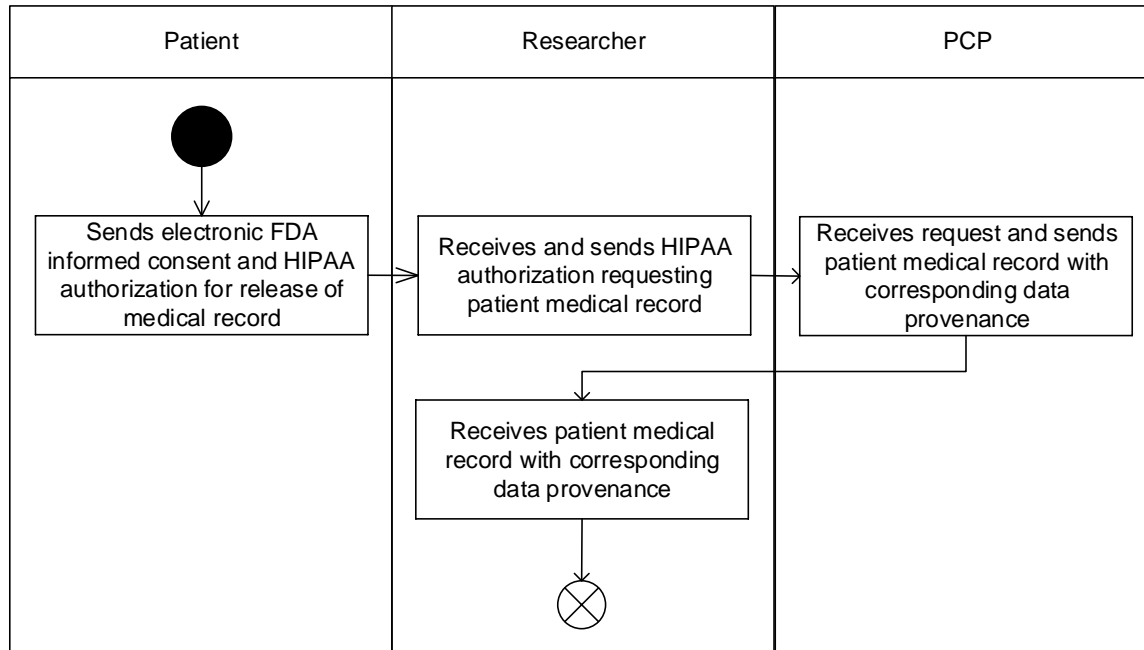 Patient
Researcher
PCP
Sends electronic FDA
informed consent and HIPAA
authorization for release of
medical record
Receives and sends HIPAA
authorization requesting
patient medical record
Receives request and sends
patient medical record with
corresponding data
provenance
Receives patient medical
record with corresponding
data provenance